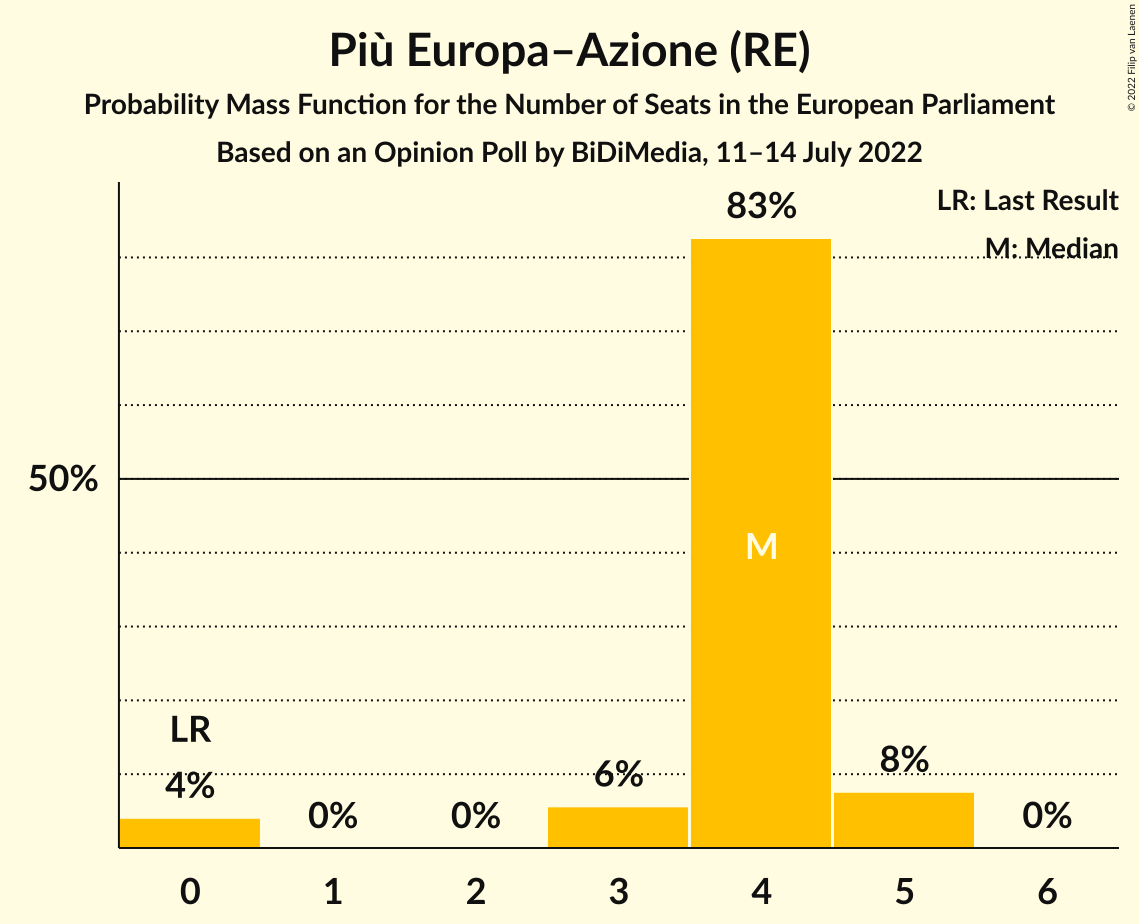 Più Europa–Azione (RE)
Probability Mass Function for the Number of Seats in the European Parliament
Based on an Opinion Poll by BiDiMedia, 11–14 July 2022
© 2022 Filip van Laenen
LR: Last Result
M: Median
83%
50%
M
LR
4%
0%
0%
6%
8%
0%
0 1 2 3 4 5 6